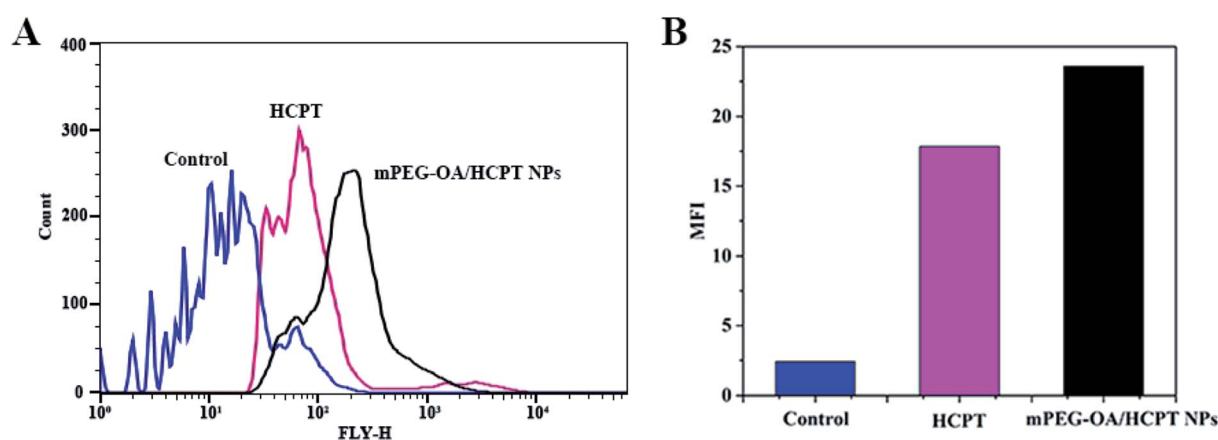 A
400
300
200
100
0
Count
Control
HCPT
mPEG-OA/HCPT NPs
10⁰
10¹
10²
10³
10⁴
FLY-H
B
25
20
15
10
5
0
MFI
Control
HCPT
mPEG-OA/HCPT NPs